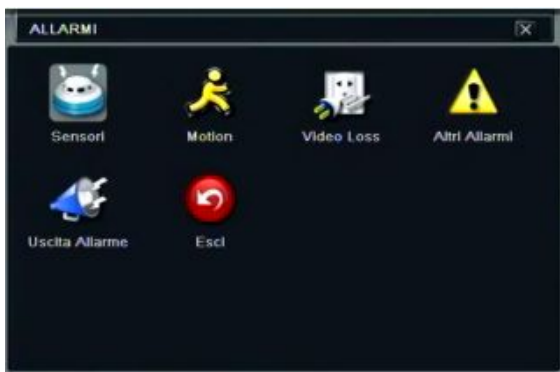 ALLARMI
Sensori Motion Video Loss Altri Allarmi
Uscita Allarme Esci